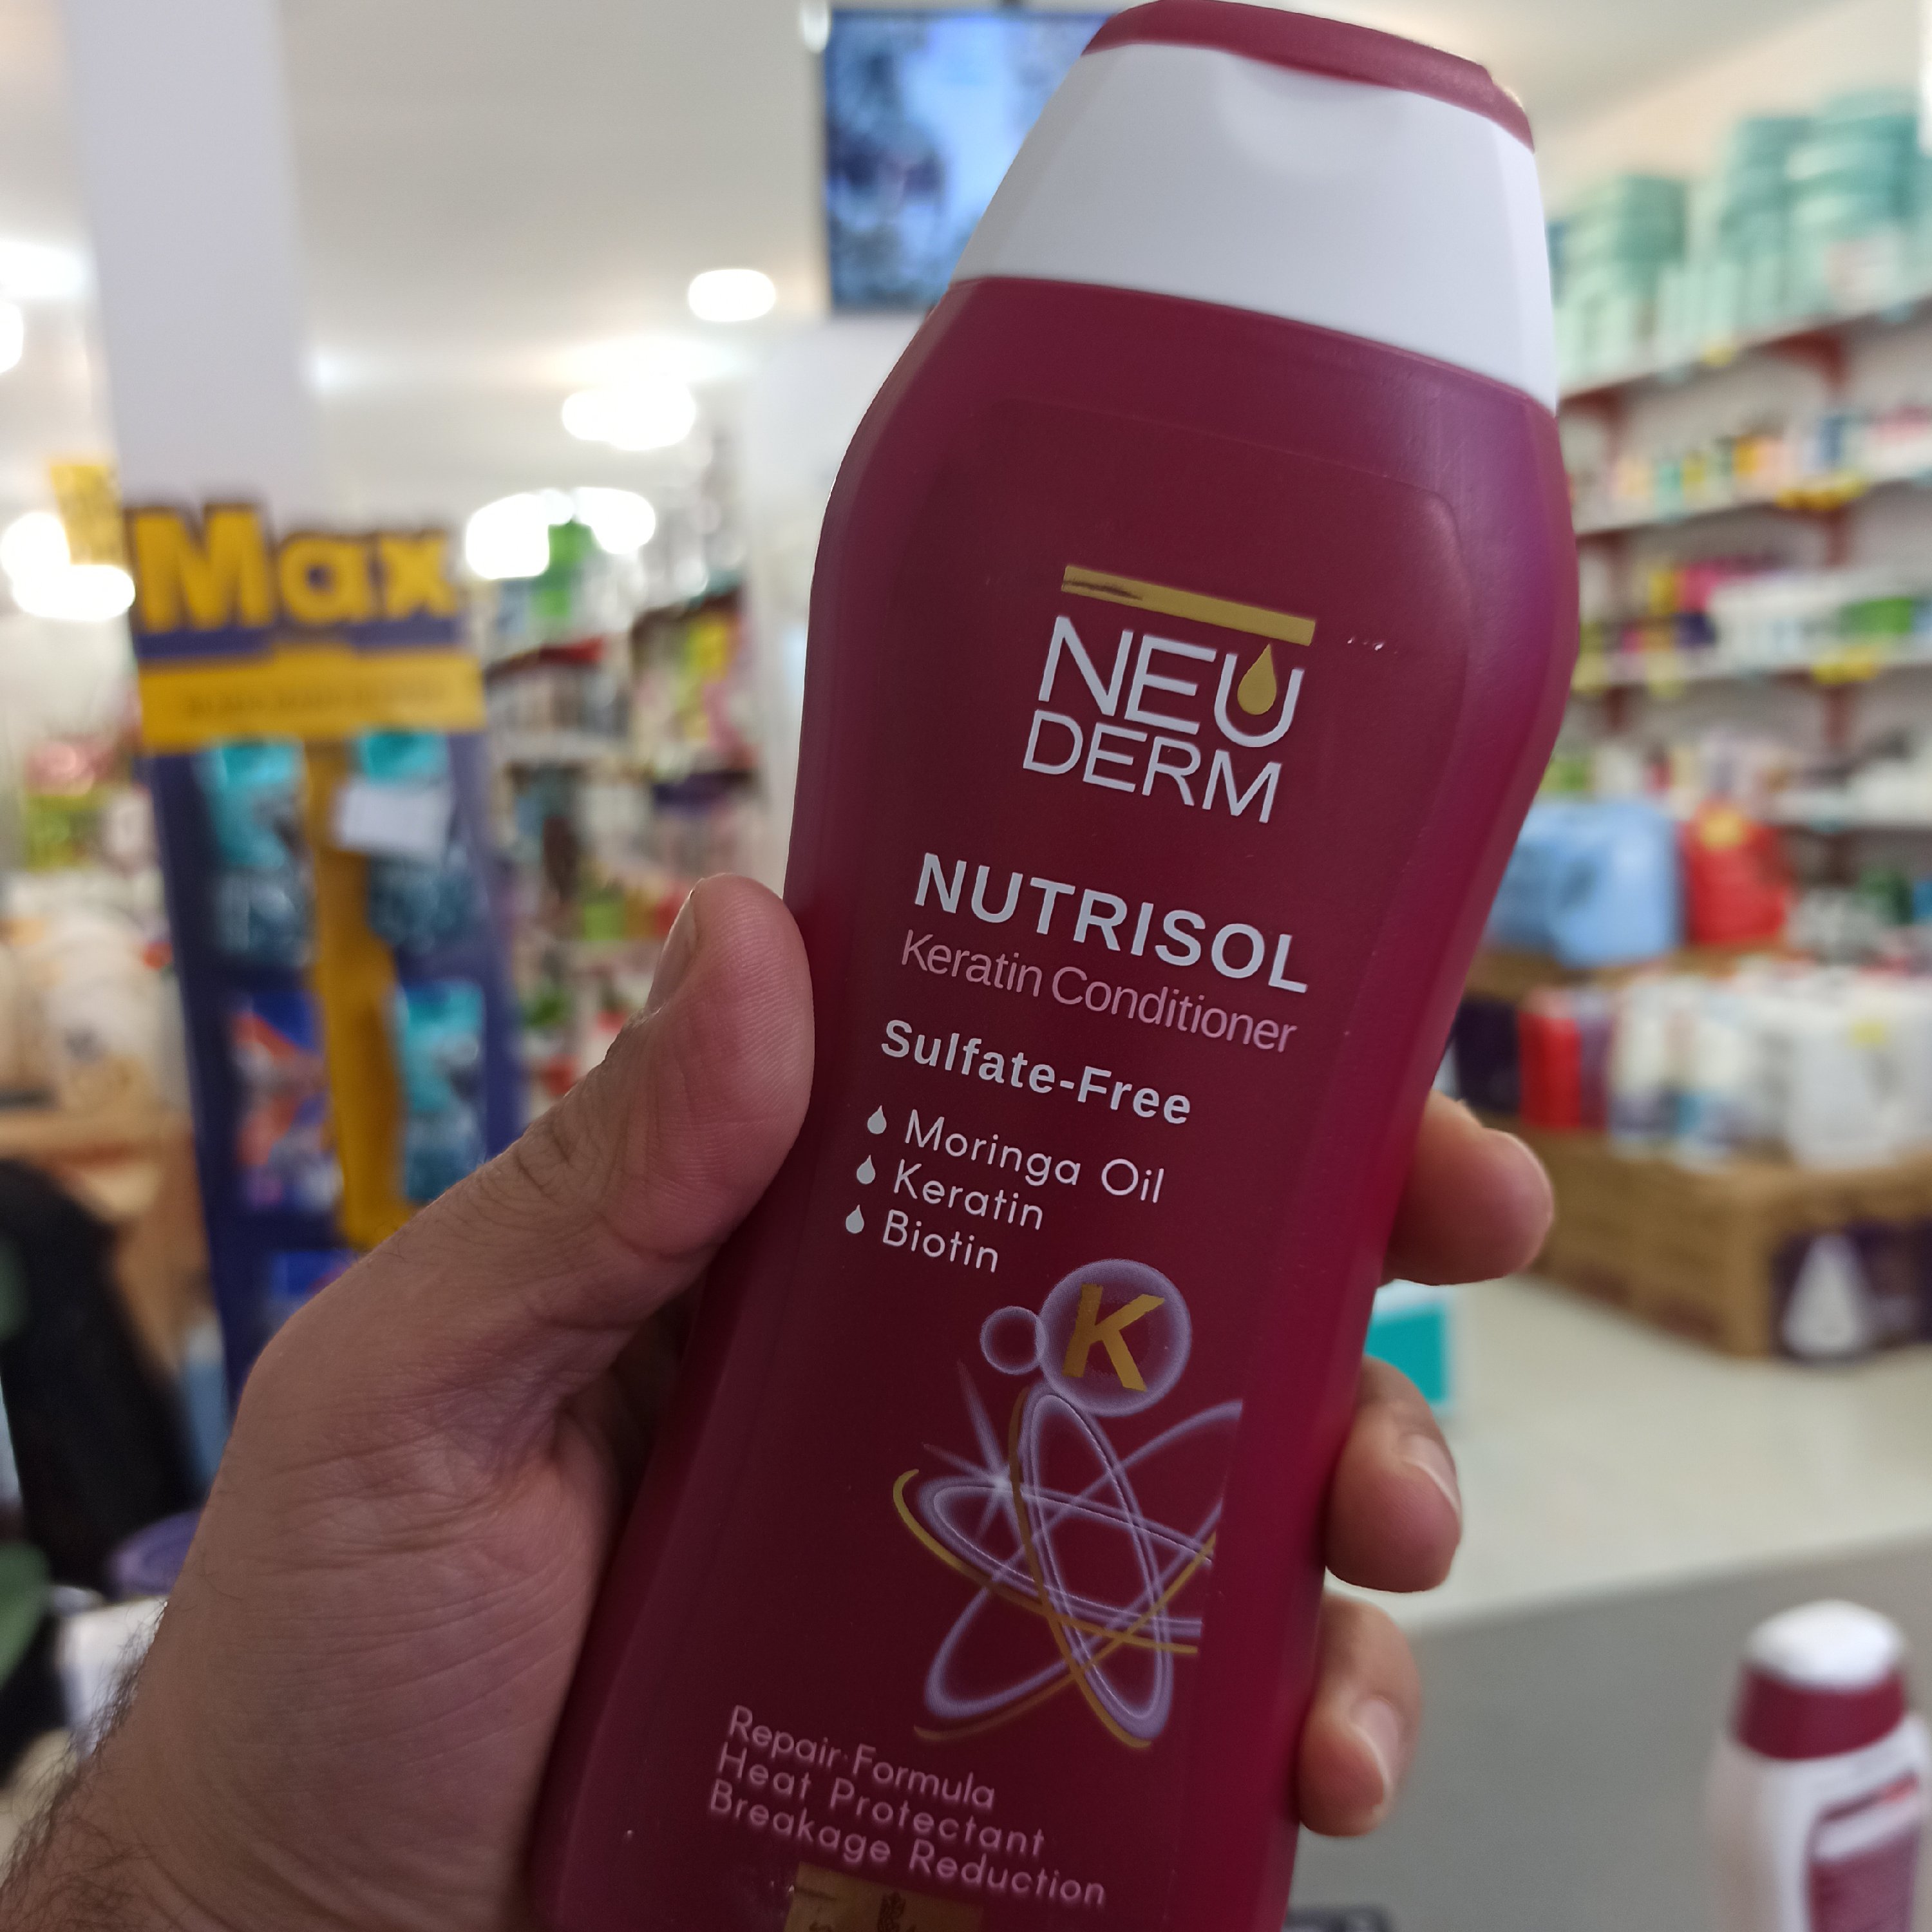 Max
NEU
DERM
NUTRISOL
Keratin Conditioner
Sulfate-Free
Moringa Oil
Keratin
Biotin
K
Repair Formula
Heat Protectant
Breakage Reduction